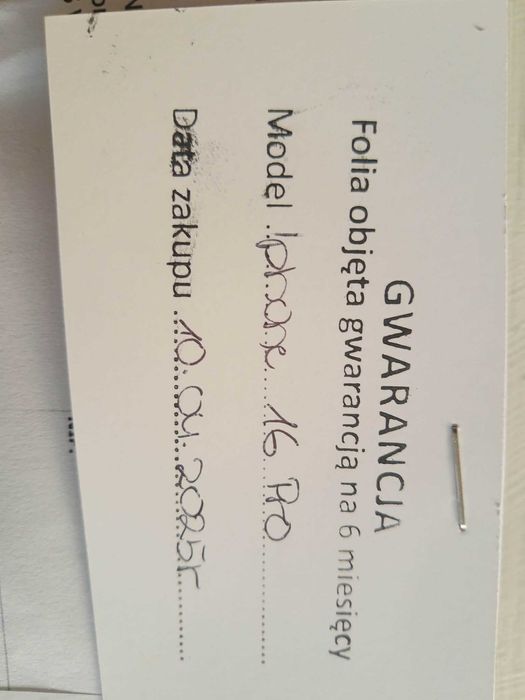 GWARANCJA
Folia objęta gwarancją na 6 miesięcy
Model Iphone 16 Pro
Data zakupu 10.04.2025r